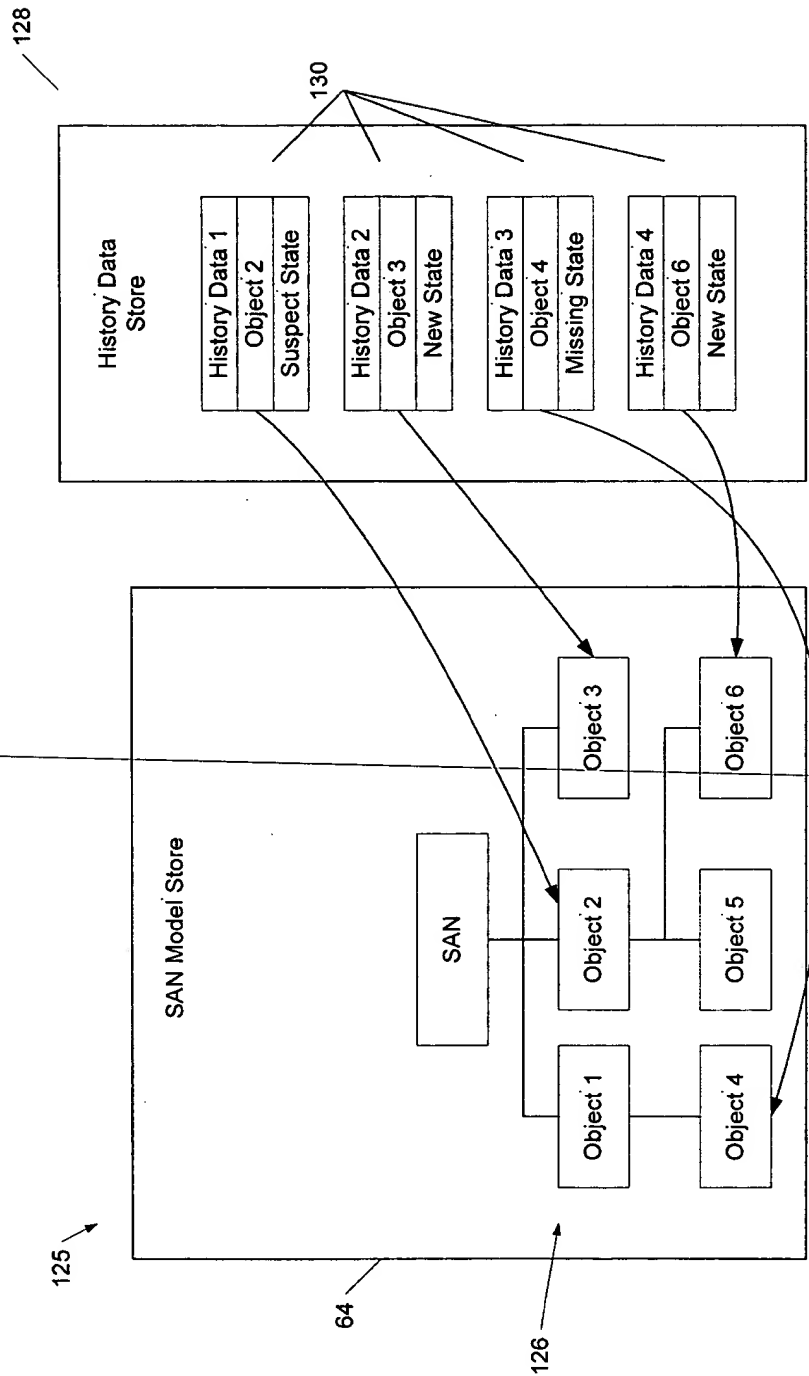 125
64
126
SAN Model Store
SAN
Object 1
Object 2
Object 3
Object 4
Object 5
Object 6
128
130
History Data
Store
History Data 1
Object 2
Suspect State
History Data 2
Object 3
New State
History Data 3
Object 4
Missing State
History Data 4
Object 6
New State